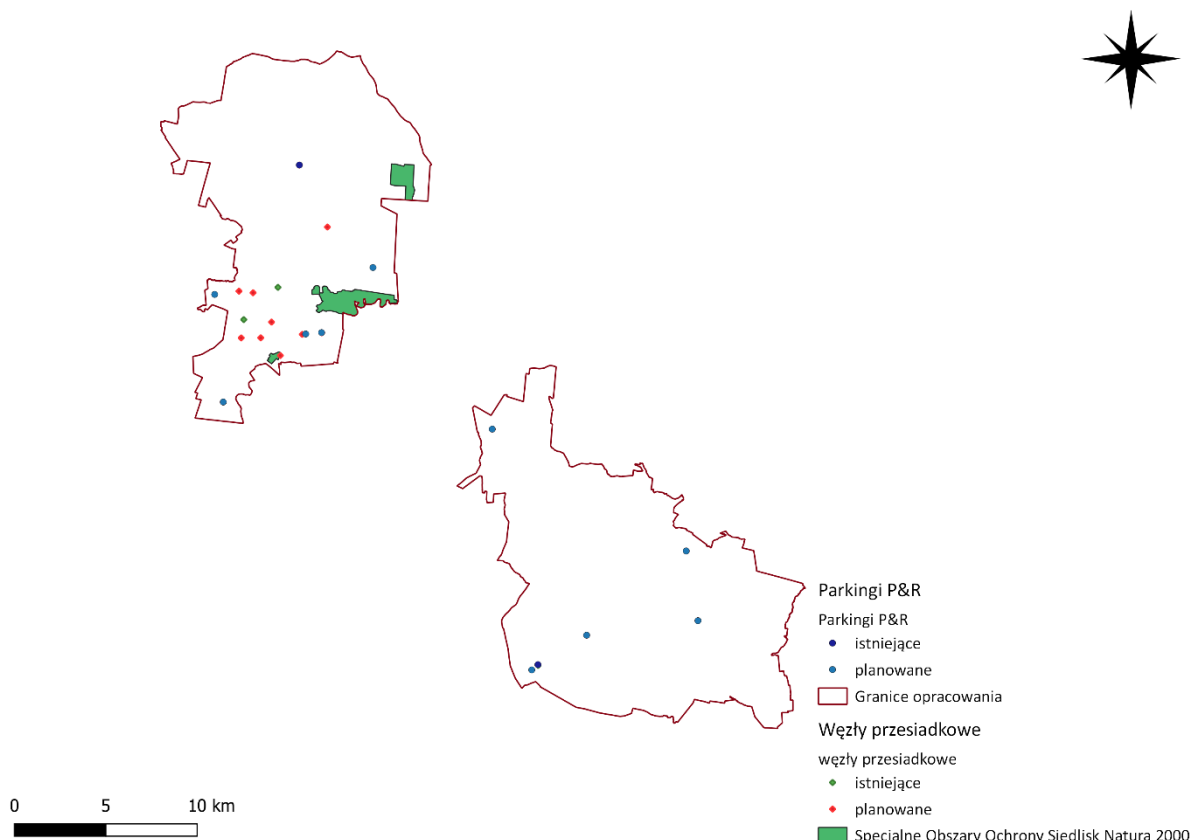 Parkingi P&R
Parkingi P&R
istniejące
planowane
Granice opracowania
Węzły przesiadkowe
węzły przesiadkowe
istniejące
planowane
Specjalne Obszary Ochrony Siedlisk Natura 2000
0 5 10 km